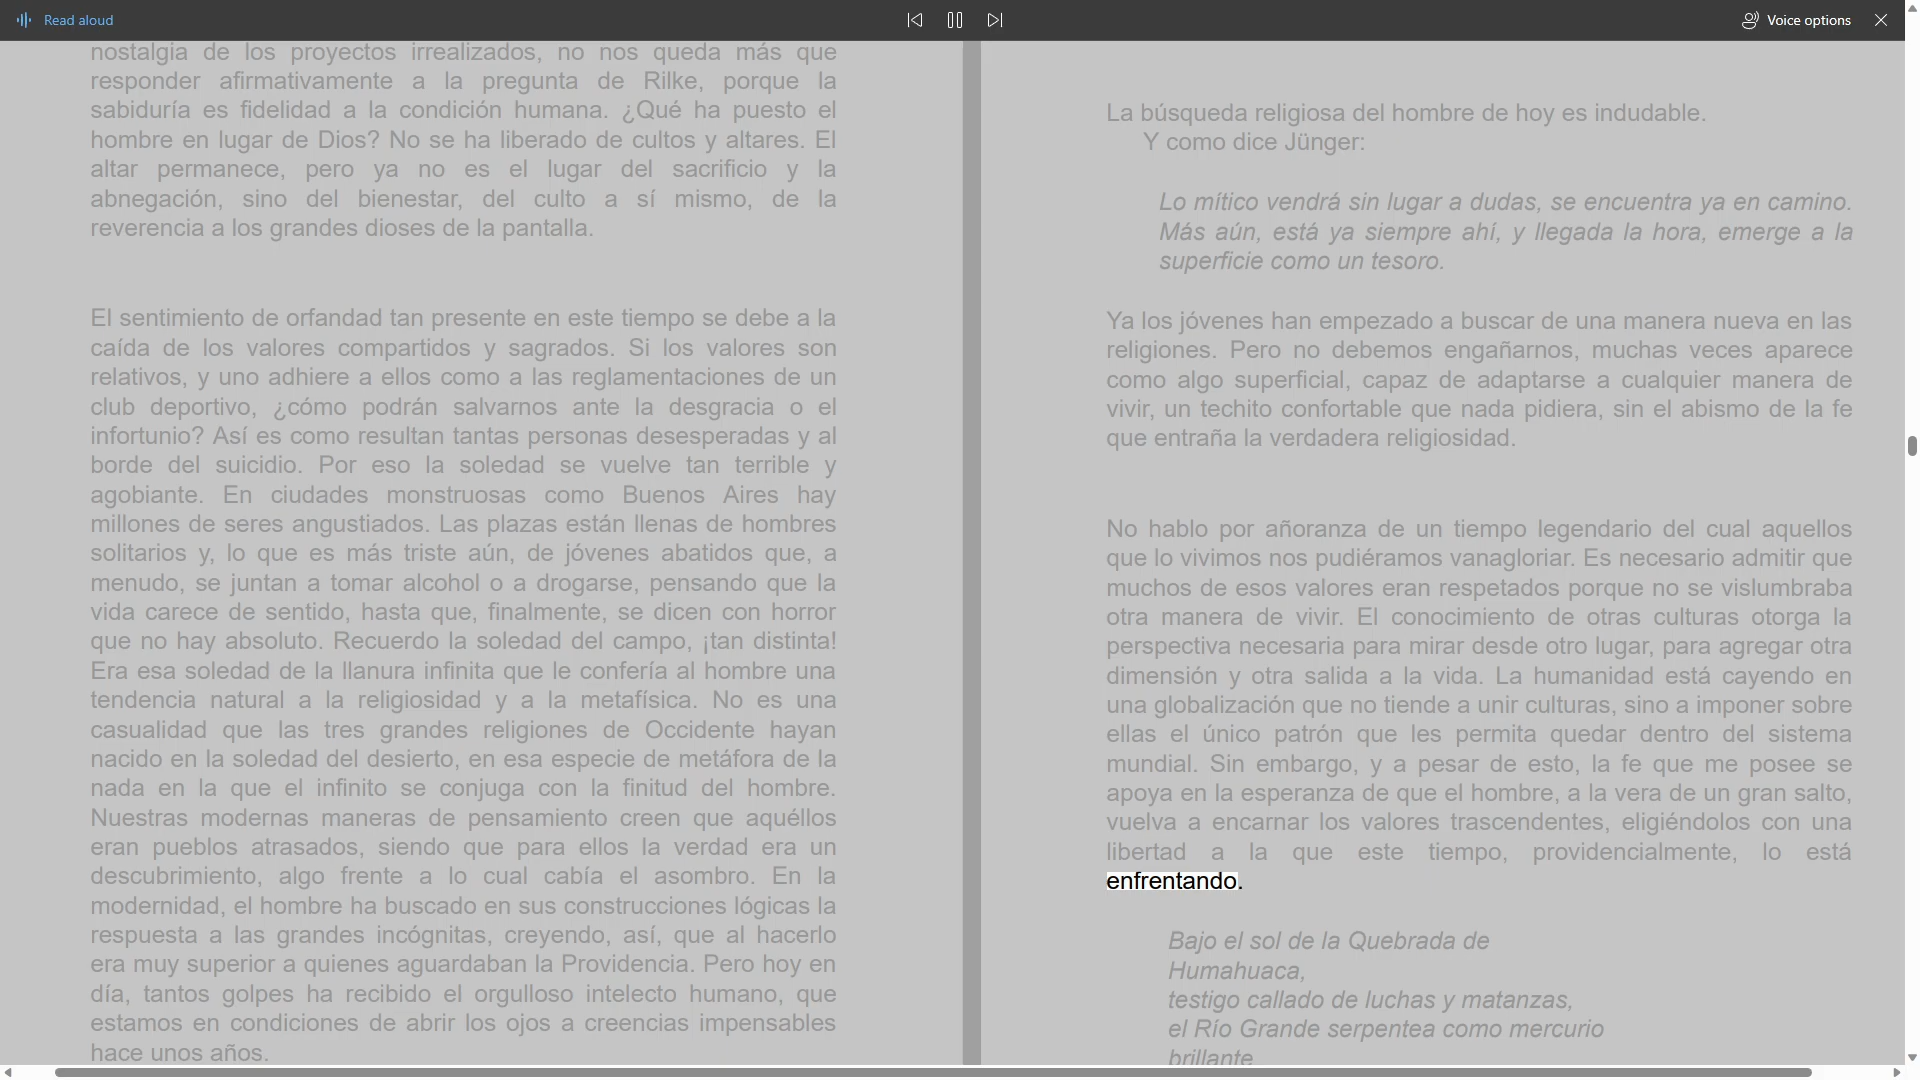 Read aloud
Voice options
nostalgia de los proyectos irrealizados, no nos queda más que
responder afirmativamente a la pregunta de Rilke, porque la
sabiduría es fidelidad a la condición humana. ¿Qué ha puesto el
hombre en lugar de Dios? No se ha liberado de cultos y altares. El
altar permanece, pero ya no es el lugar del sacrificio y la
abnegación, sino del bienestar, del culto a sí mismo, de la
reverencia a los grandes dioses de la pantalla.
El sentimiento de orfandad tan presente en este tiempo se debe a la
caída de los valores compartidos y sagrados. Si los valores son
relativos, y uno adhiere a ellos como a las reglamentaciones de un
club deportivo, ¿cómo podrán salvarnos ante la desgracia o el
infortunio? Así es como resultan tantas personas desesperadas y al
borde del suicidio. Por eso la soledad se vuelve tan terrible y
agobiante. En ciudades monstruosas como Buenos Aires hay
millones de seres angustiados. Las plazas están llenas de hombres
solitarios y, lo que es más triste aún, de jóvenes abatidos que, a
menudo, se juntan a tomar alcohol o a drogarse, pensando que la
vida carece de sentido, hasta que, finalmente, se dicen con horror
que no hay absoluto. Recuerdo la soledad del campo, ¡tan distinta!
Era esa soledad de la llanura infinita que le confería al hombre una
tendencia natural a la religiosidad y a la metafísica. No es una
casualidad que las tres grandes religiones de Occidente hayan
nacido en la soledad del desierto, en esa especie de metáfora de la
nada en la que el infinito se conjuga con la finitud del hombre.
Nuestras modernas maneras de pensamiento creen que aquéllos
eran pueblos atrasados, siendo que para ellos la verdad era un
descubrimiento, algo frente a lo cual cabía el asombro. En la
modernidad, el hombre ha buscado en sus construcciones lógicas la
respuesta a las grandes incógnitas, creyendo, así, que al hacerlo
era muy superior a quienes aguardaban la Providencia. Pero hoy en
día, tantos golpes ha recibido el orgulloso intelecto humano, que
estamos en condiciones de abrir los ojos a creencias impensables
hace unos años.
La búsqueda religiosa del hombre de hoy es indudable.
Y como dice Jünger:
Lo mítico vendrá sin lugar a dudas, se encuentra ya en camino.
Más aún, está ya siempre ahí, y llegada la hora, emerge a la
superficie como un tesoro.
Ya los jóvenes han empezado a buscar de una manera nueva en las
religiones. Pero no debemos engañarnos, muchas veces aparece
como algo superficial, capaz de adaptarse a cualquier manera de
vivir, un techito confortable que nada pidiera, sin el abismo de la fe
que entraña la verdadera religiosidad.
No hablo por añoranza de un tiempo legendario del cual aquellos
que lo vivimos nos pudiéramos vanagloriar. Es necesario admitir que
muchos de esos valores eran respetados porque no se vislumbraba
otra manera de vivir. El conocimiento de otras culturas otorga la
perspectiva necesaria para mirar desde otro lugar, para agregar otra
dimensión y otra salida a la vida. La humanidad está cayendo en
una globalización que no tiende a unir culturas, sino a imponer sobre
ellas el único patrón que les permita quedar dentro del sistema
mundial. Sin embargo, y a pesar de esto, la fe que me posee se
apoya en la esperanza de que el hombre, a la vera de un gran salto,
vuelva a encarnar los valores trascendentes, eligiéndolos con una
libertad a la que este tiempo, providencialmente, lo está
enfrentando.
Bajo el sol de la Quebrada de
Humahuaca,
testigo callado de luchas y matanzas,
el Río Grande serpentea como mercurio
brillante